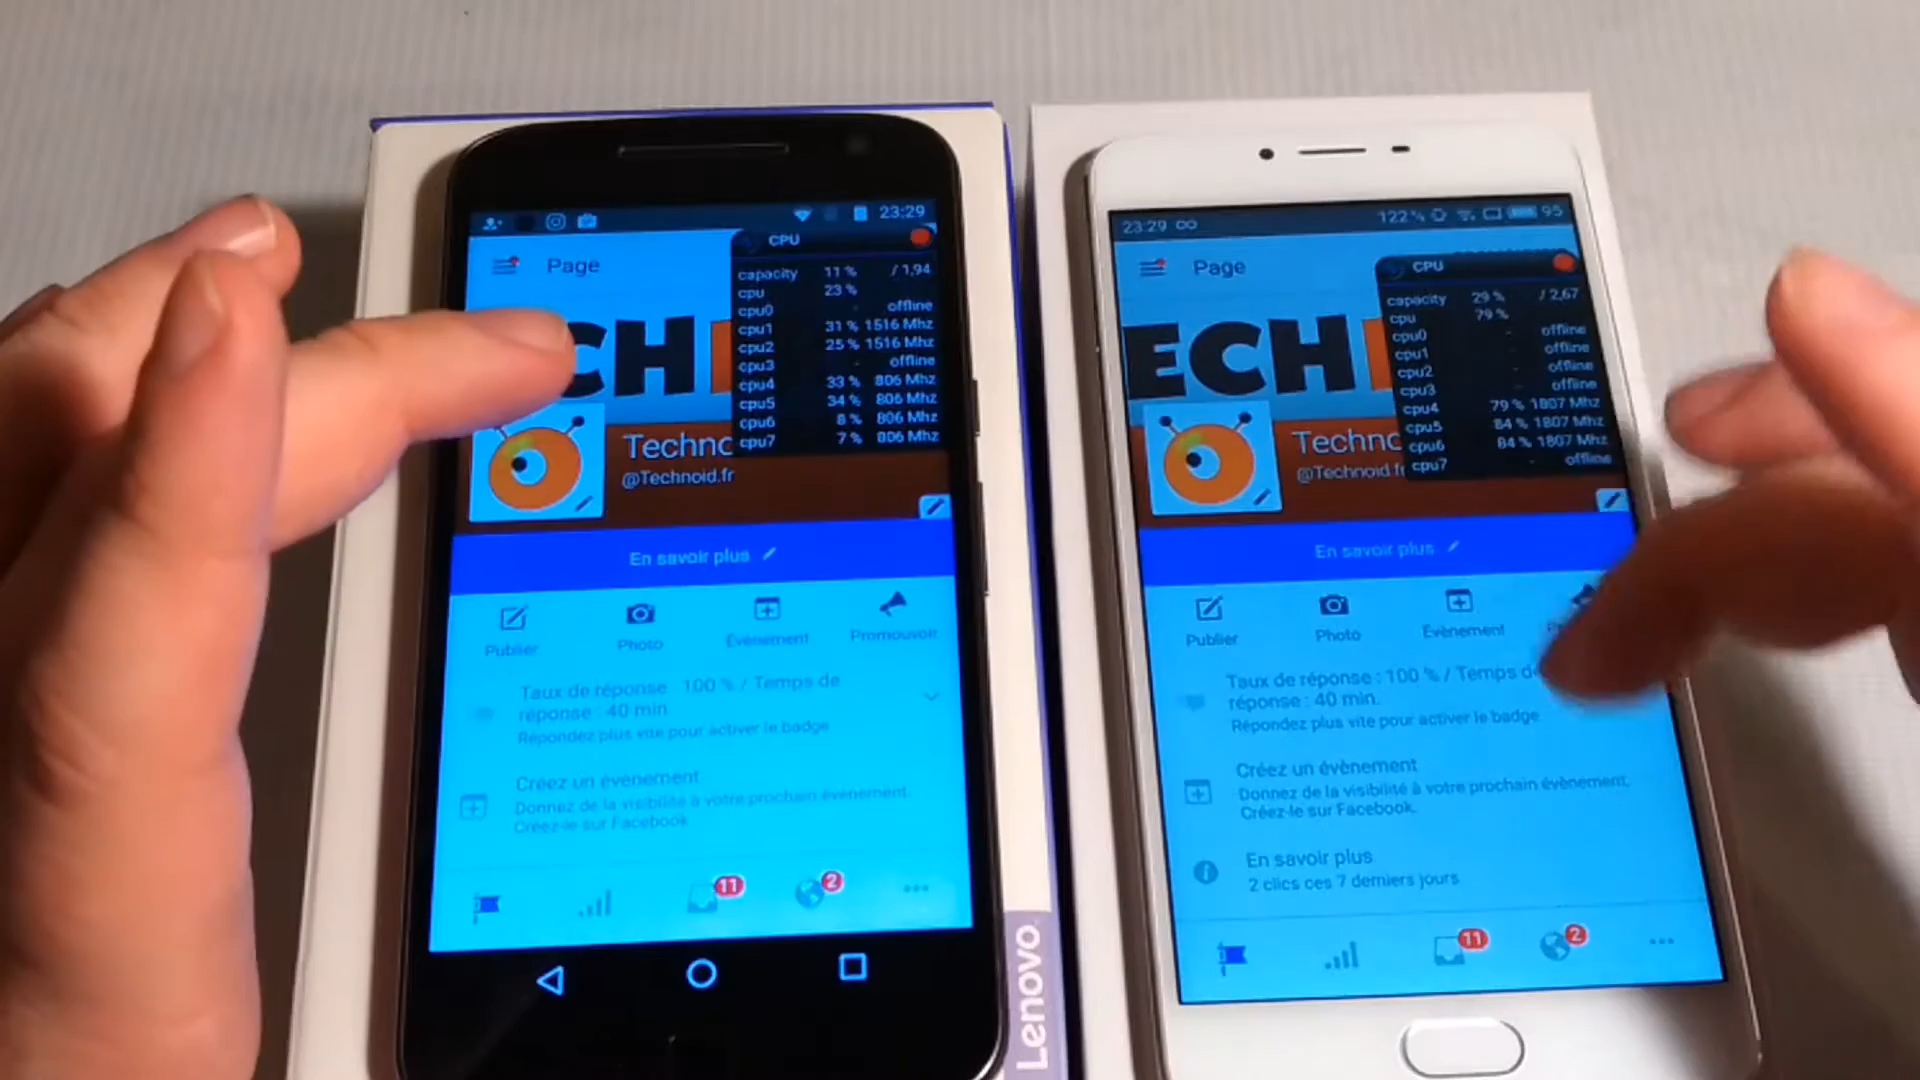 23:29
Page
CPU
capacity 11 % / 1,94
cpu 23 %
cpu0 - offline
cpu1 31 % 1516 Mhz
cpu2 25 % 1516 Mhz
cpu3 - offline
cpu4 33 % 806 Mhz
cpu5 34 % 806 Mhz
cpu6 8 % 806 Mhz
cpu7 7 % 806 Mhz
CH
Techno
@Technoid.fr
En savoir plus
Publier
Photo
Évènement
Promouvoir
Taux de réponse : 100 % / Temps de
réponse : 40 min.
Répondez plus vite pour activer le badge
Créez un évènement
Donnez de la visibilité à votre prochain évènement.
Créez-le sur Facebook.
11
2
Lenovo
23:29
95
Page
CPU
capacity 29 % / 2,67
cpu 79 %
cpu0 - offline
cpu1 - offline
cpu2 - offline
cpu3 - offline
cpu4 79 % 1807 Mhz
cpu5 84 % 1807 Mhz
cpu6 84 % 1807 Mhz
cpu7 - offline
ECH
Techno
@Technoid.fr
En savoir plus
Publier
Photo
Évènement
Taux de réponse : 100 % / Temps de
réponse : 40 min.
Répondez plus vite pour activer le badge
Créez un évènement
Donnez de la visibilité à votre prochain évènement.
Créez-le sur Facebook.
En savoir plus
2 clics ces 7 derniers jours
11
2